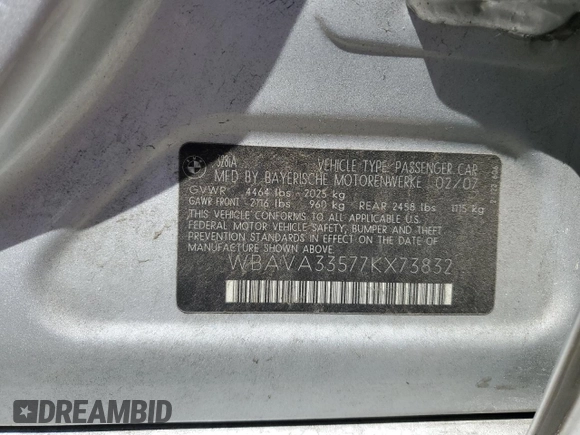 328iA VEHICLE TYPE PASSENGER CAR
MFD BY BAYERISCHE MOTORENWERKE 02/07
GVWR 4464 lbs - 2025 kg
GAWR FRONT 2116 lbs 960 kg REAR 2458 lbs 1115 kg
THIS VEHICLE CONFORMS TO ALL APPLICABLE U.S.
FEDERAL MOTOR VEHICLE SAFETY, BUMPER AND THEFT
PREVENTION STANDARDS IN EFFECT ON THE DATE OF
MANUFACTURE SHOWN ABOVE
WBAVA33577KX73832
DREAMBID